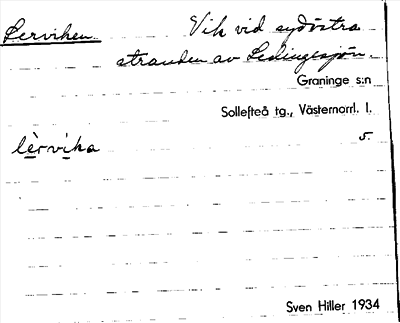 Lerviken. Vik vid sydöstra
stranden av Ledingesjön.
Graninge s:n
Sollefteå tg., Västernorrl. l.
lèrvika 5.
Sven Hiller 1934